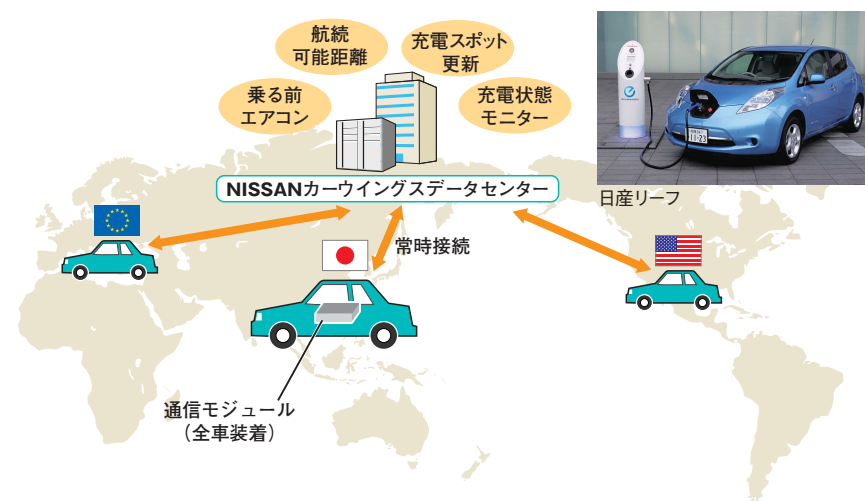 航続
可能距離
充電スポット
更新
乗る前
エアコン
充電状態
モニター
NISSANカーウイングスデータセンター
日産リーフ
常時接続
通信モジュール
（全車装着）
11-23